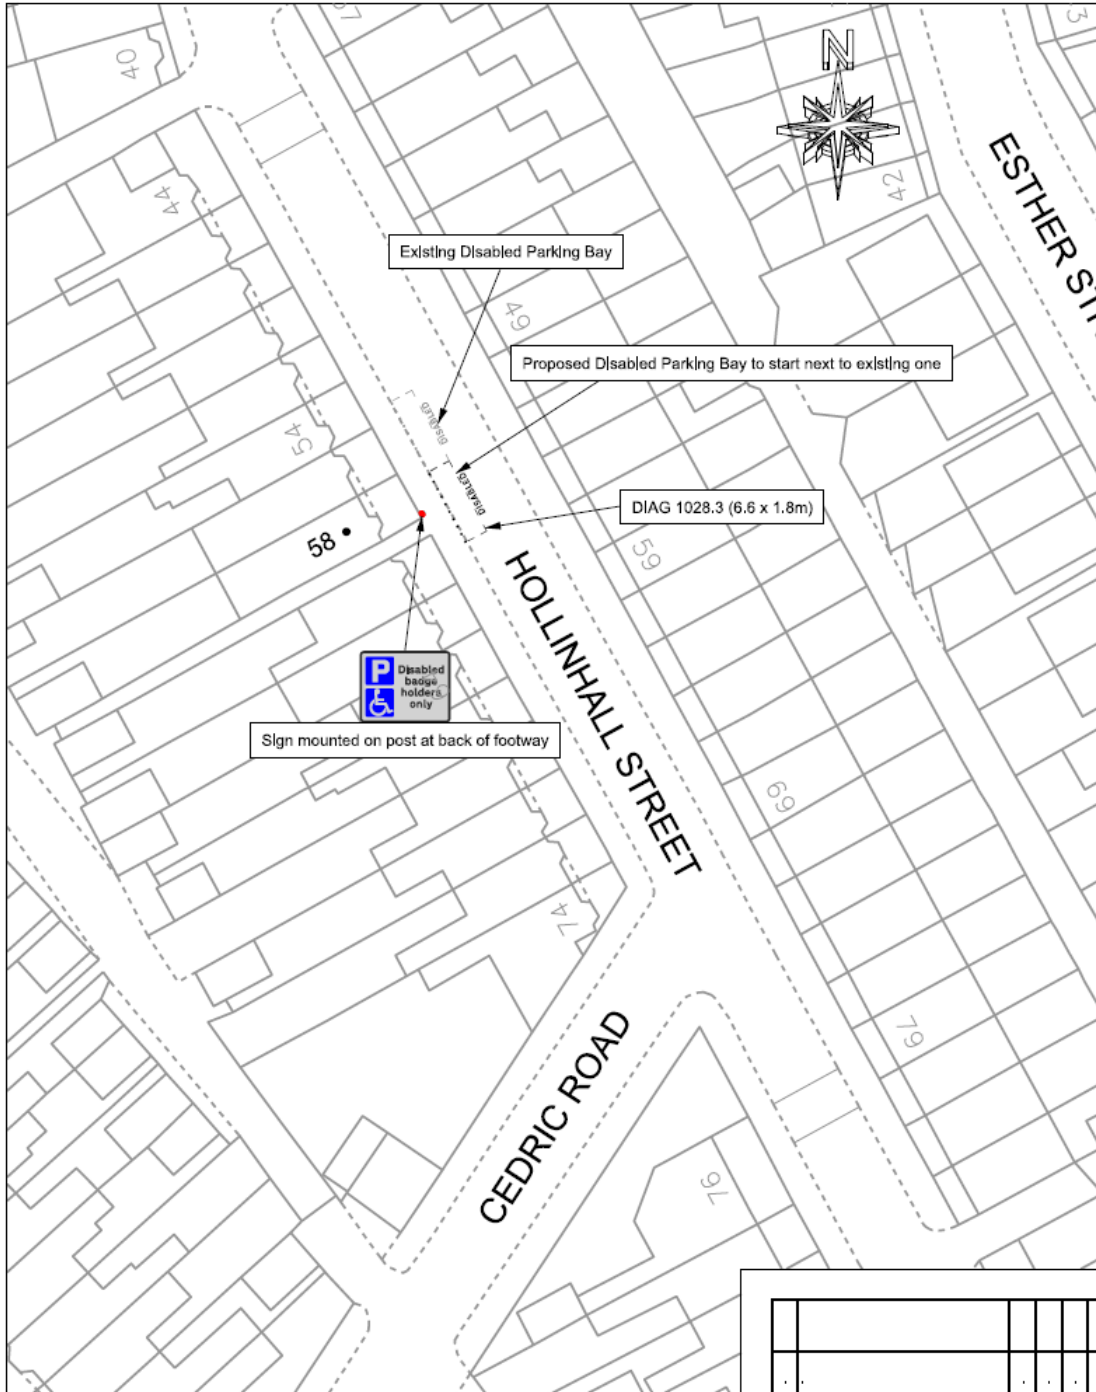 67
40
N
3
42
ESTHER ST
44
Existing Disabled Parking Bay
49
Proposed Disabled Parking Bay to start next to existing one
DISABLED
54
DISABLED
DIAG 1028.3 (6.6 x 1.8m)
58
59
HOLLINHALL STREET
P
Disabled
badge
holders
only
Sign mounted on post at back of footway
69
74
79
CEDRIC ROAD
76